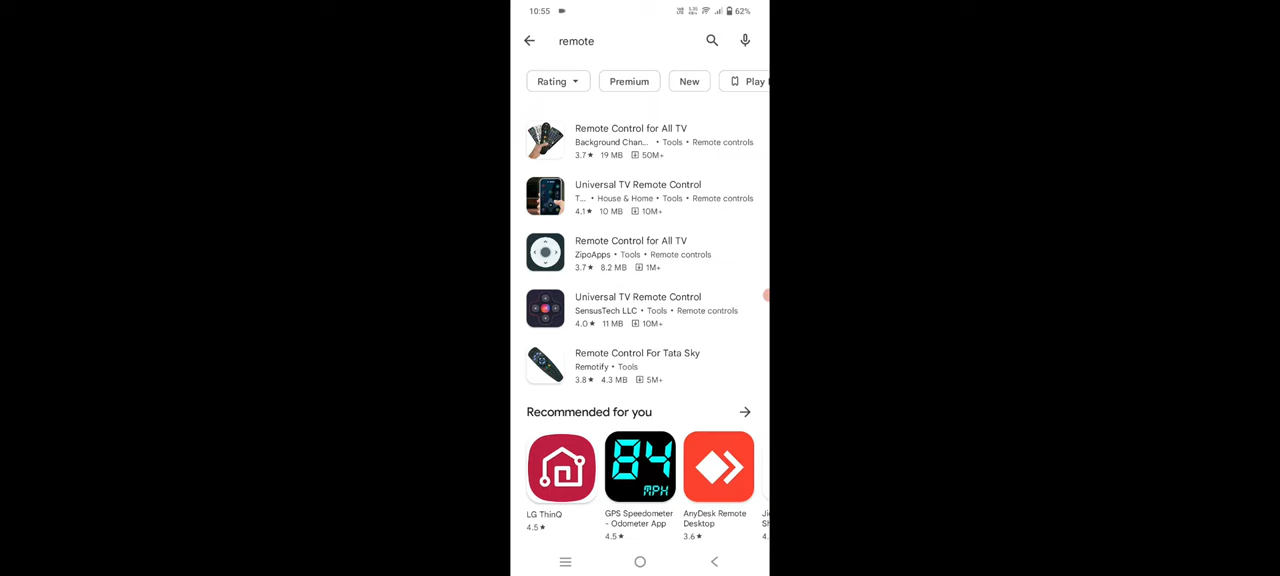 10:55 62%
remote
Rating Premium New Play
Remote Control for All TV
Background Chan... • Tools • Remote controls
3.7★ 19 MB 50M+
Universal TV Remote Control
T... • House & Home • Tools • Remote controls
4.1★ 10 MB 10M+
Remote Control for All TV
ZipoApps • Tools • Remote controls
3.7★ 8.2 MB 1M+
Universal TV Remote Control
SensusTech LLC • Tools • Remote controls
4.0★ 11 MB 10M+
Remote Control For Tata Sky
Remotify • Tools
3.8★ 4.3 MB 5M+
Recommended for you
84
MPH
LG ThinQ
4.5★
GPS Speedometer
- Odometer App
4.5★
AnyDesk Remote
Desktop
3.6★
Ji
Sh
4.